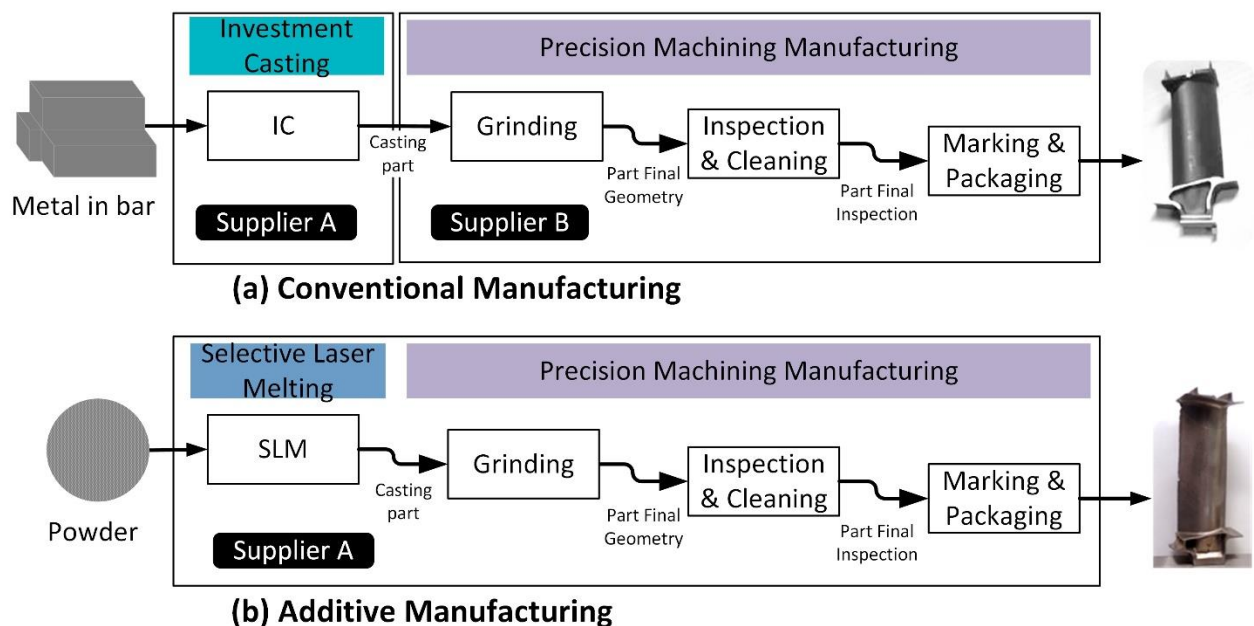 Investment
Casting
Precision Machining Manufacturing
IC
Grinding
Inspection
& Cleaning
Marking &
Packaging
Casting
part
Part Final
Geometry
Part Final
Inspection
Metal in bar
Supplier A
Supplier B
(a) Conventional Manufacturing
Selective Laser
Melting
Precision Machining Manufacturing
SLM
Grinding
Inspection
& Cleaning
Marking &
Packaging
Casting
part
Part Final
Geometry
Part Final
Inspection
Powder
Supplier A
(b) Additive Manufacturing